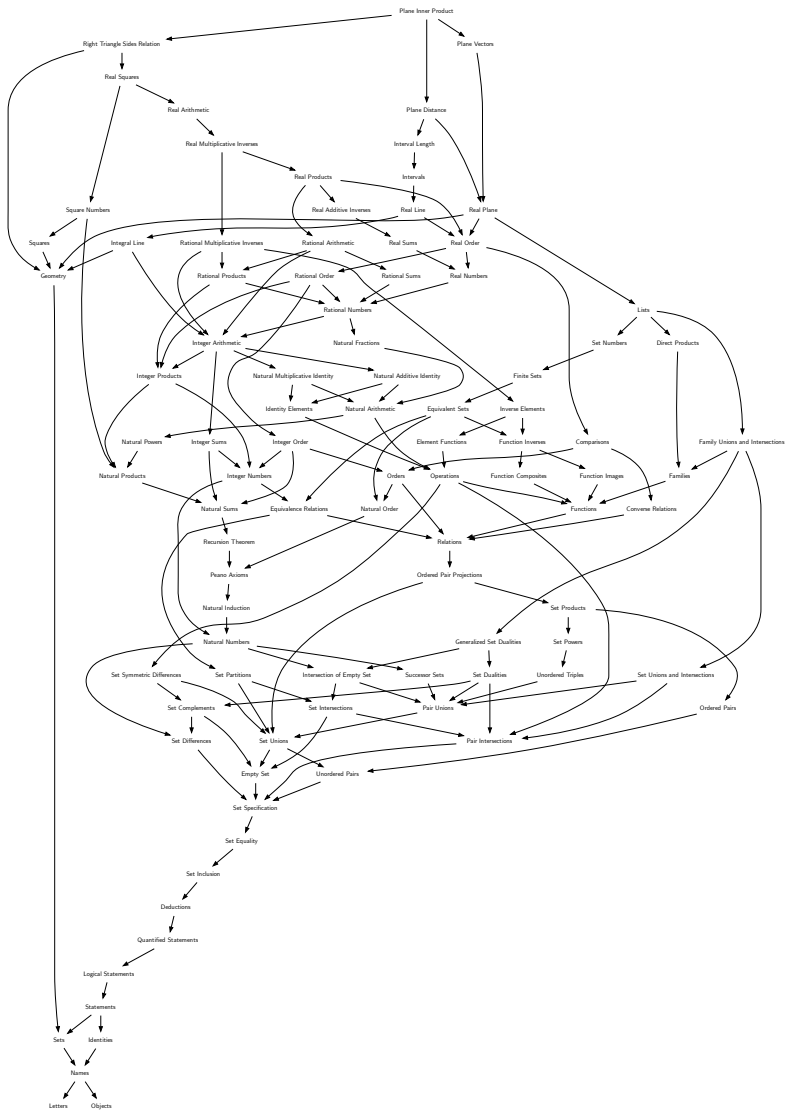 Plane Inner Product
Right Triangle Sides Relation
Plane Vectors
Real Squares
Real Arithmetic
Plane Distance
Real Multiplicative Inverses
Interval Length
Real Products
Intervals
Square Numbers
Real Additive Inverses
Real Line
Real Plane
Squares
Integral Line
Rational Multiplicative Inverses
Rational Arithmetic
Real Sums
Real Order
Geometry
Rational Products
Rational Order
Rational Sums
Real Numbers
Rational Numbers
Lists
Integer Arithmetic
Natural Fractions
Set Numbers
Direct Products
Integer Products
Natural Multiplicative Identity
Natural Additive Identity
Finite Sets
Identity Elements
Natural Arithmetic
Equivalent Sets
Inverse Elements
Natural Powers
Integer Sums
Integer Order
Element Functions
Function Inverses
Comparisons
Family Unions and Intersections
Natural Products
Integer Numbers
Orders
Operations
Function Composites
Function Images
Families
Natural Sums
Equivalence Relations
Natural Order
Functions
Converse Relations
Recursion Theorem
Relations
Peano Axioms
Ordered Pair Projections
Natural Induction
Set Products
Natural Numbers
Generalized Set Dualities
Set Powers
Set Symmetric Differences
Set Partitions
Intersection of Empty Set
Successor Sets
Set Dualities
Unordered Triples
Set Unions and Intersections
Set Complements
Set Intersections
Pair Unions
Ordered Pairs
Set Differences
Set Unions
Pair Intersections
Empty Set
Unordered Pairs
Set Specification
Set Equality
Set Inclusion
Deductions
Quantified Statements
Logical Statements
Statements
Sets
Identities
Names
Letters
Objects